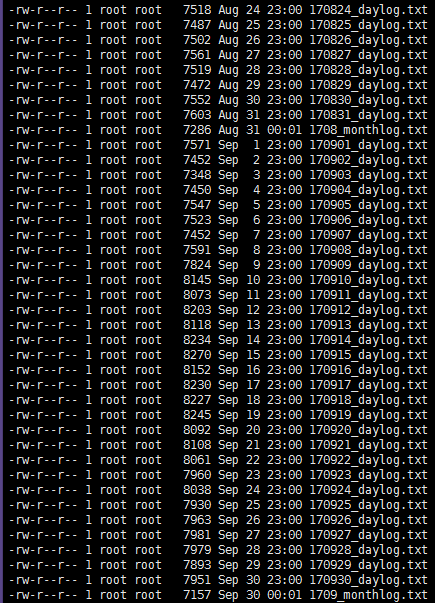 -rw-r--r-- 1 root root   7518 Aug 24 23:00 170824_daylog.txt
-rw-r--r-- 1 root root   7487 Aug 25 23:00 170825_daylog.txt
-rw-r--r-- 1 root root   7502 Aug 26 23:00 170826_daylog.txt
-rw-r--r-- 1 root root   7561 Aug 27 23:00 170827_daylog.txt
-rw-r--r-- 1 root root   7519 Aug 28 23:00 170828_daylog.txt
-rw-r--r-- 1 root root   7472 Aug 29 23:00 170829_daylog.txt
-rw-r--r-- 1 root root   7552 Aug 30 23:00 170830_daylog.txt
-rw-r--r-- 1 root root   7603 Aug 31 23:00 170831_daylog.txt
-rw-r--r-- 1 root root   7286 Aug 31 00:01 1708_monthlog.txt
-rw-r--r-- 1 root root   7571 Sep  1 23:00 170901_daylog.txt
-rw-r--r-- 1 root root   7452 Sep  2 23:00 170902_daylog.txt
-rw-r--r-- 1 root root   7348 Sep  3 23:00 170903_daylog.txt
-rw-r--r-- 1 root root   7450 Sep  4 23:00 170904_daylog.txt
-rw-r--r-- 1 root root   7547 Sep  5 23:00 170905_daylog.txt
-rw-r--r-- 1 root root   7523 Sep  6 23:00 170906_daylog.txt
-rw-r--r-- 1 root root   7452 Sep  7 23:00 170907_daylog.txt
-rw-r--r-- 1 root root   7591 Sep  8 23:00 170908_daylog.txt
-rw-r--r-- 1 root root   7824 Sep  9 23:00 170909_daylog.txt
-rw-r--r-- 1 root root   8145 Sep 10 23:00 170910_daylog.txt
-rw-r--r-- 1 root root   8073 Sep 11 23:00 170911_daylog.txt
-rw-r--r-- 1 root root   8203 Sep 12 23:00 170912_daylog.txt
-rw-r--r-- 1 root root   8118 Sep 13 23:00 170913_daylog.txt
-rw-r--r-- 1 root root   8234 Sep 14 23:00 170914_daylog.txt
-rw-r--r-- 1 root root   8270 Sep 15 23:00 170915_daylog.txt
-rw-r--r-- 1 root root   8152 Sep 16 23:00 170916_daylog.txt
-rw-r--r-- 1 root root   8230 Sep 17 23:00 170917_daylog.txt
-rw-r--r-- 1 root root   8227 Sep 18 23:00 170918_daylog.txt
-rw-r--r-- 1 root root   8245 Sep 19 23:00 170919_daylog.txt
-rw-r--r-- 1 root root   8092 Sep 20 23:00 170920_daylog.txt
-rw-r--r-- 1 root root   8108 Sep 21 23:00 170921_daylog.txt
-rw-r--r-- 1 root root   8061 Sep 22 23:00 170922_daylog.txt
-rw-r--r-- 1 root root   7960 Sep 23 23:00 170923_daylog.txt
-rw-r--r-- 1 root root   8038 Sep 24 23:00 170924_daylog.txt
-rw-r--r-- 1 root root   7930 Sep 25 23:00 170925_daylog.txt
-rw-r--r-- 1 root root   7963 Sep 26 23:00 170926_daylog.txt
-rw-r--r-- 1 root root   7981 Sep 27 23:00 170927_daylog.txt
-rw-r--r-- 1 root root   7979 Sep 28 23:00 170928_daylog.txt
-rw-r--r-- 1 root root   7893 Sep 29 23:00 170929_daylog.txt
-rw-r--r-- 1 root root   7951 Sep 30 23:00 170930_daylog.txt
-rw-r--r-- 1 root root   7157 Sep 30 00:01 1709_monthlog.txt